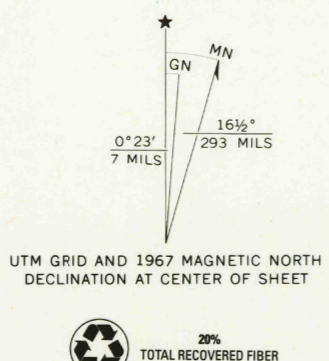 ★
MN
GN
16½°
0°23′
293 MILS
7 MILS
UTM GRID AND 1967 MAGNETIC NORTH
DECLINATION AT CENTER OF SHEET
20%
TOTAL RECOVERED FIBER